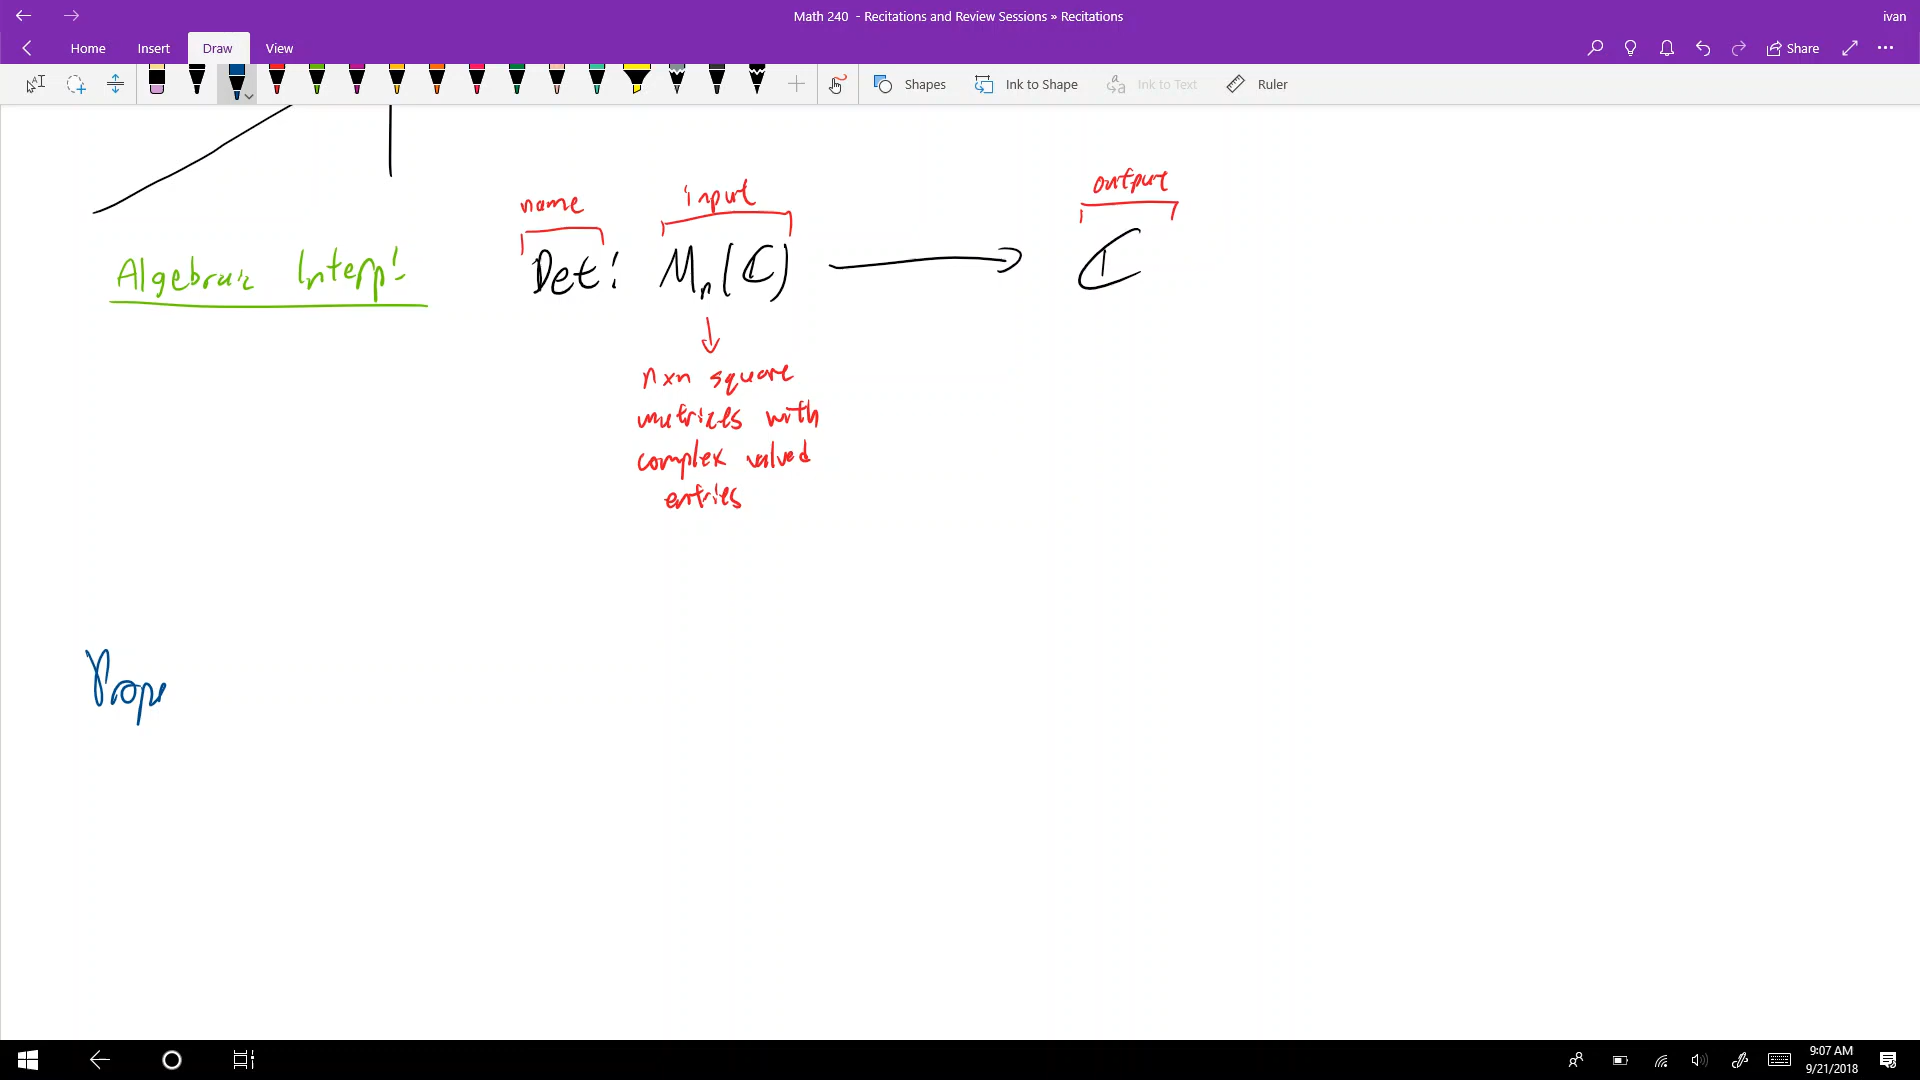 Math 240 - Recitations and Review Sessions » Recitations
ivan
Home Insert Draw View
Share
Shapes Ink to Shape Ink to Text Ruler
name input output
Algebraic Interp: Det: Mn(ℂ) → ℂ
↓
nxn square
matrices with
complex valued
entries
Prope
9:07 AM
9/21/2018